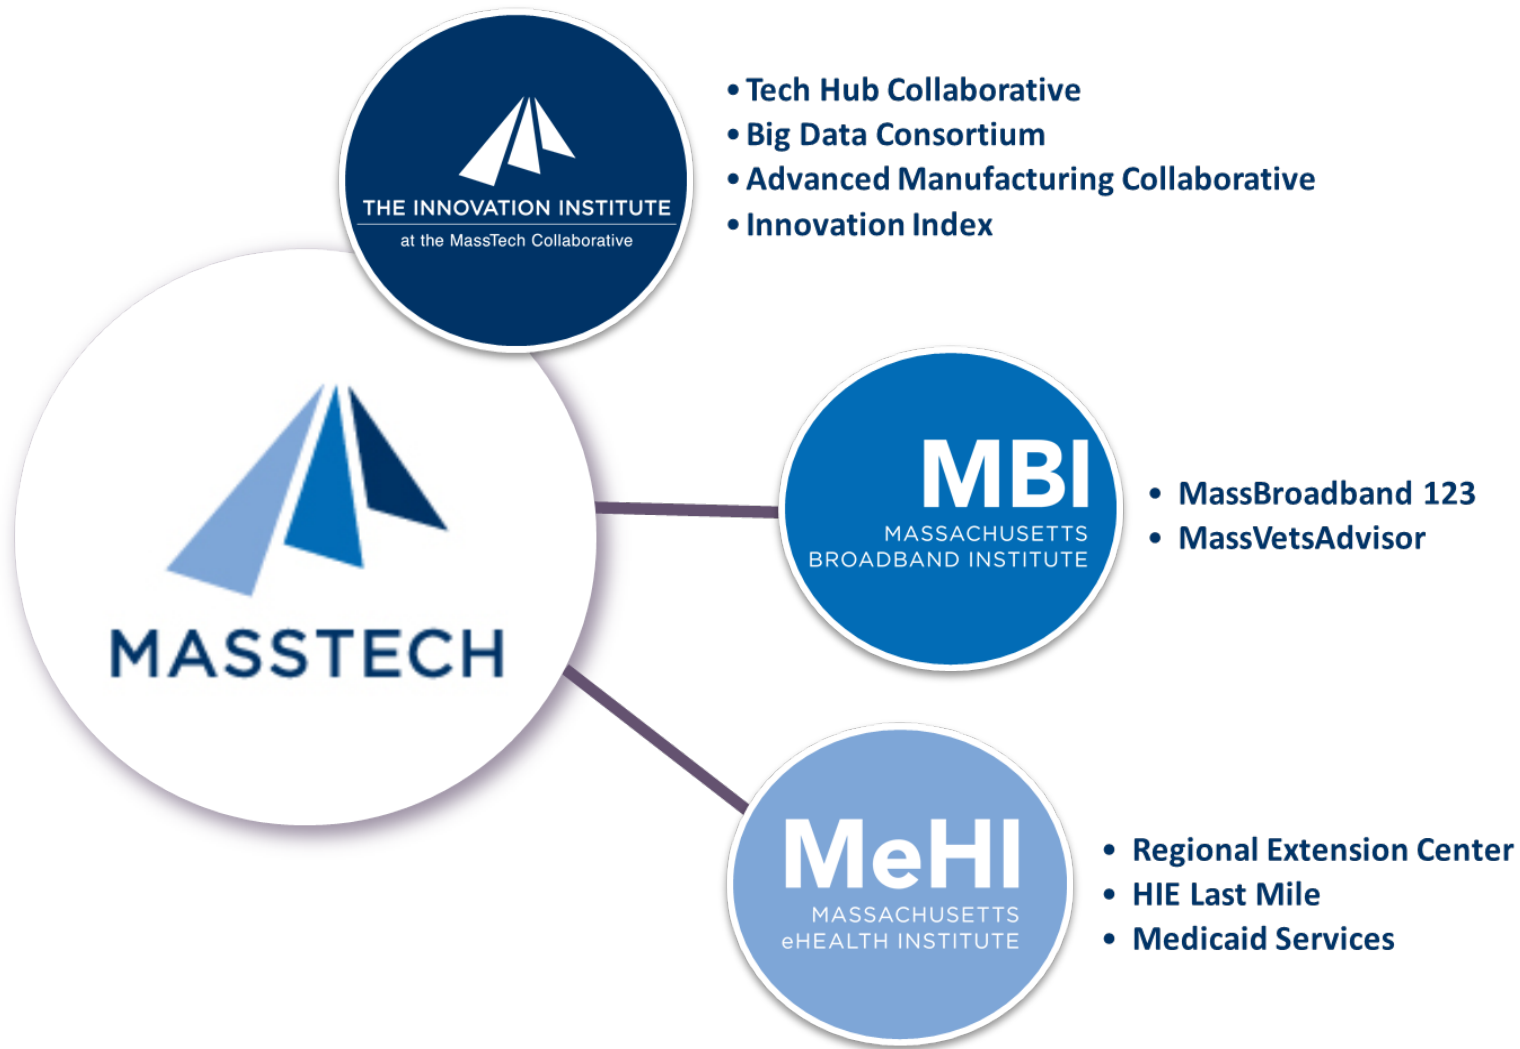 THE INNOVATION INSTITUTE
at the MassTech Collaborative
• Tech Hub Collaborative
• Big Data Consortium
• Advanced Manufacturing Collaborative
• Innovation Index
MASSTECH
MBI
MASSACHUSETTS
BROADBAND INSTITUTE
• MassBroadband 123
• MassVetsAdvisor
MeHI
MASSACHUSETTS
eHEALTH INSTITUTE
• Regional Extension Center
• HIE Last Mile
• Medicaid Services